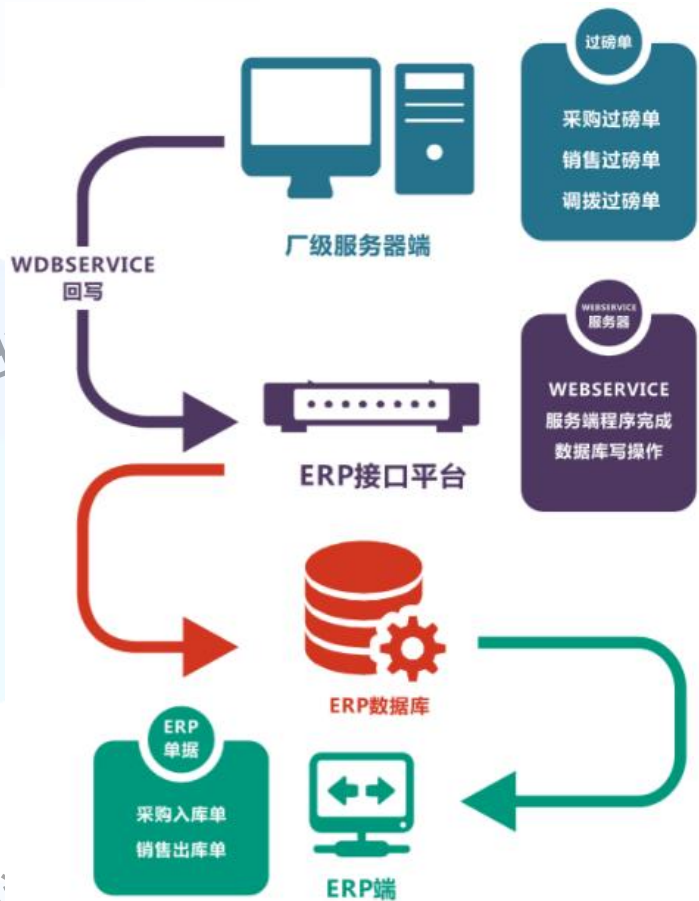 过磅单
采购过磅单
销售过磅单
调拨过磅单
厂级服务器端
WDBSERVICE
回写
WEBSERVICE
服务器
WEBSERVICE
服务端程序完成
数据库写操作
ERP接口平台
ERP数据库
ERP
单据
采购入库单
销售出库单
ERP端